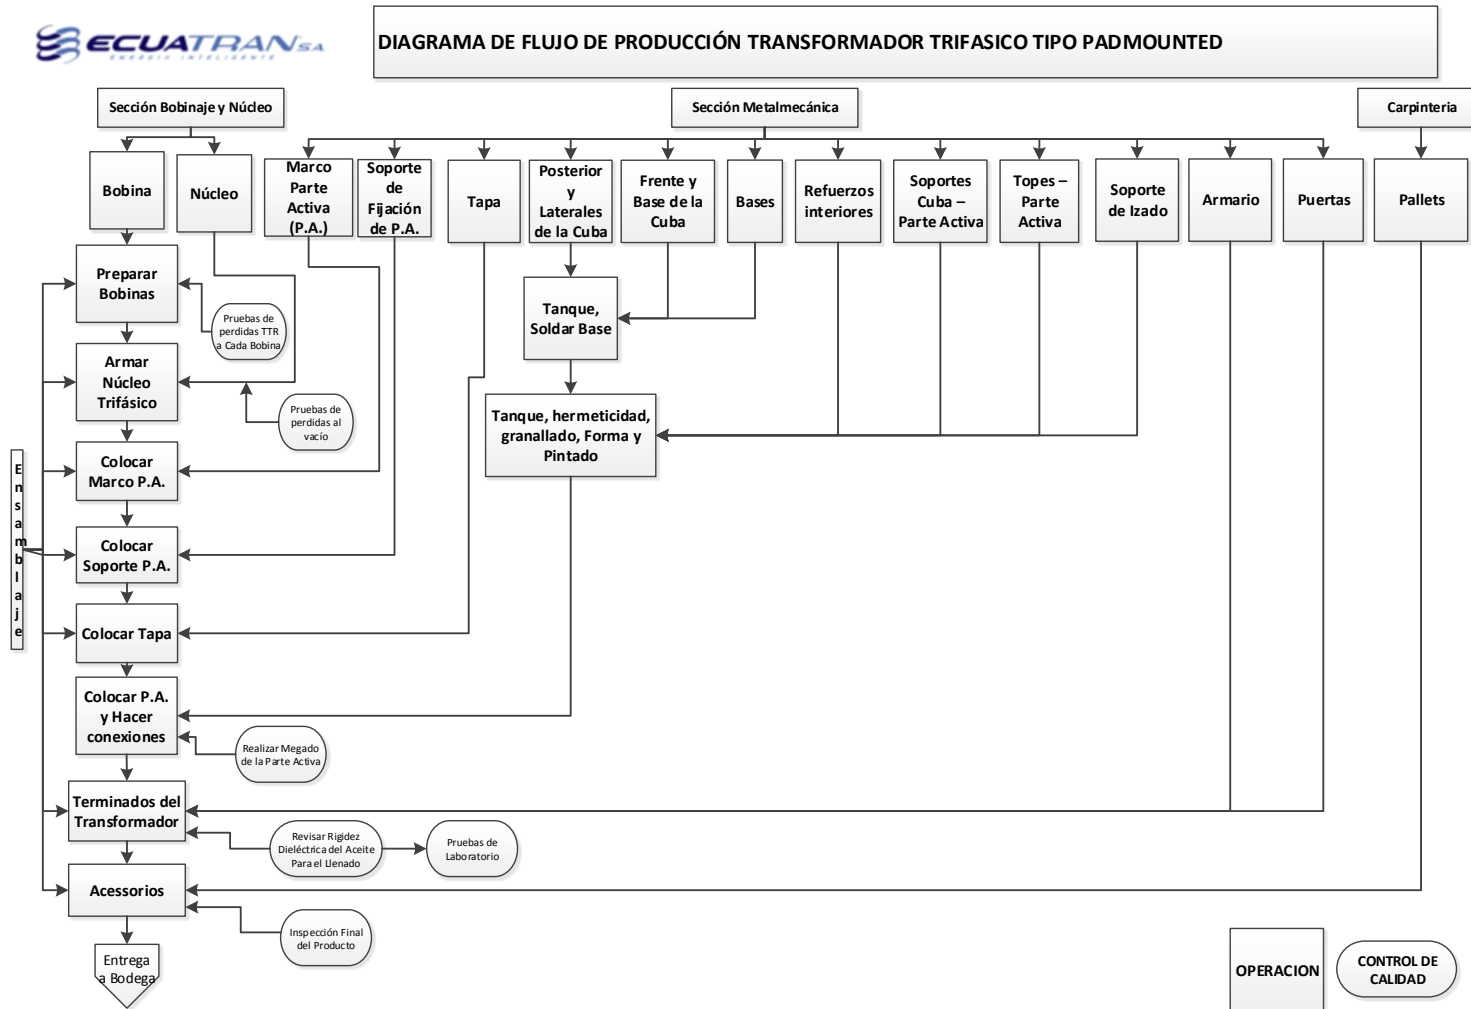 ECUATRAN SA
ENERGÍA INTELIGENTE
DIAGRAMA DE FLUJO DE PRODUCCIÓN TRANSFORMADOR TRIFASICO TIPO PADMOUNTED
Sección Bobinaje y Núcleo
Sección Metalmecánica
Carpinteria
Bobina
Núcleo
Marco
Parte
Activa
(P.A.)
Soporte
de
Fijación
de P.A.
Tapa
Posterior
y
Laterales
de la Cuba
Frente y
Base de la
Cuba
Bases
Refuerzos
interiores
Soportes
Cuba –
Parte Activa
Topes –
Parte
Activa
Soporte
de Izado
Armario
Puertas
Pallets
Preparar
Bobinas
Pruebas de
perdidas TTR
a Cada Bobina
Tanque,
Soldar Base
Armar
Núcleo
Trifásico
Pruebas de
perdidas al
vacío
Tanque, hermeticidad,
granallado, Forma y
Pintado
Colocar
Marco P.A.
Ensamblaje
Colocar
Soporte P.A.
Colocar Tapa
Colocar P.A.
y Hacer
conexiones
Realizar Megado
de la Parte Activa
Terminados del
Transformador
Revisar Rigidez
Dieléctrica del Aceite
Para el Llenado
Pruebas de
Laboratorio
Acessorios
Inspección Final
del Producto
Entrega
a Bodega
OPERACION
CONTROL DE
CALIDAD